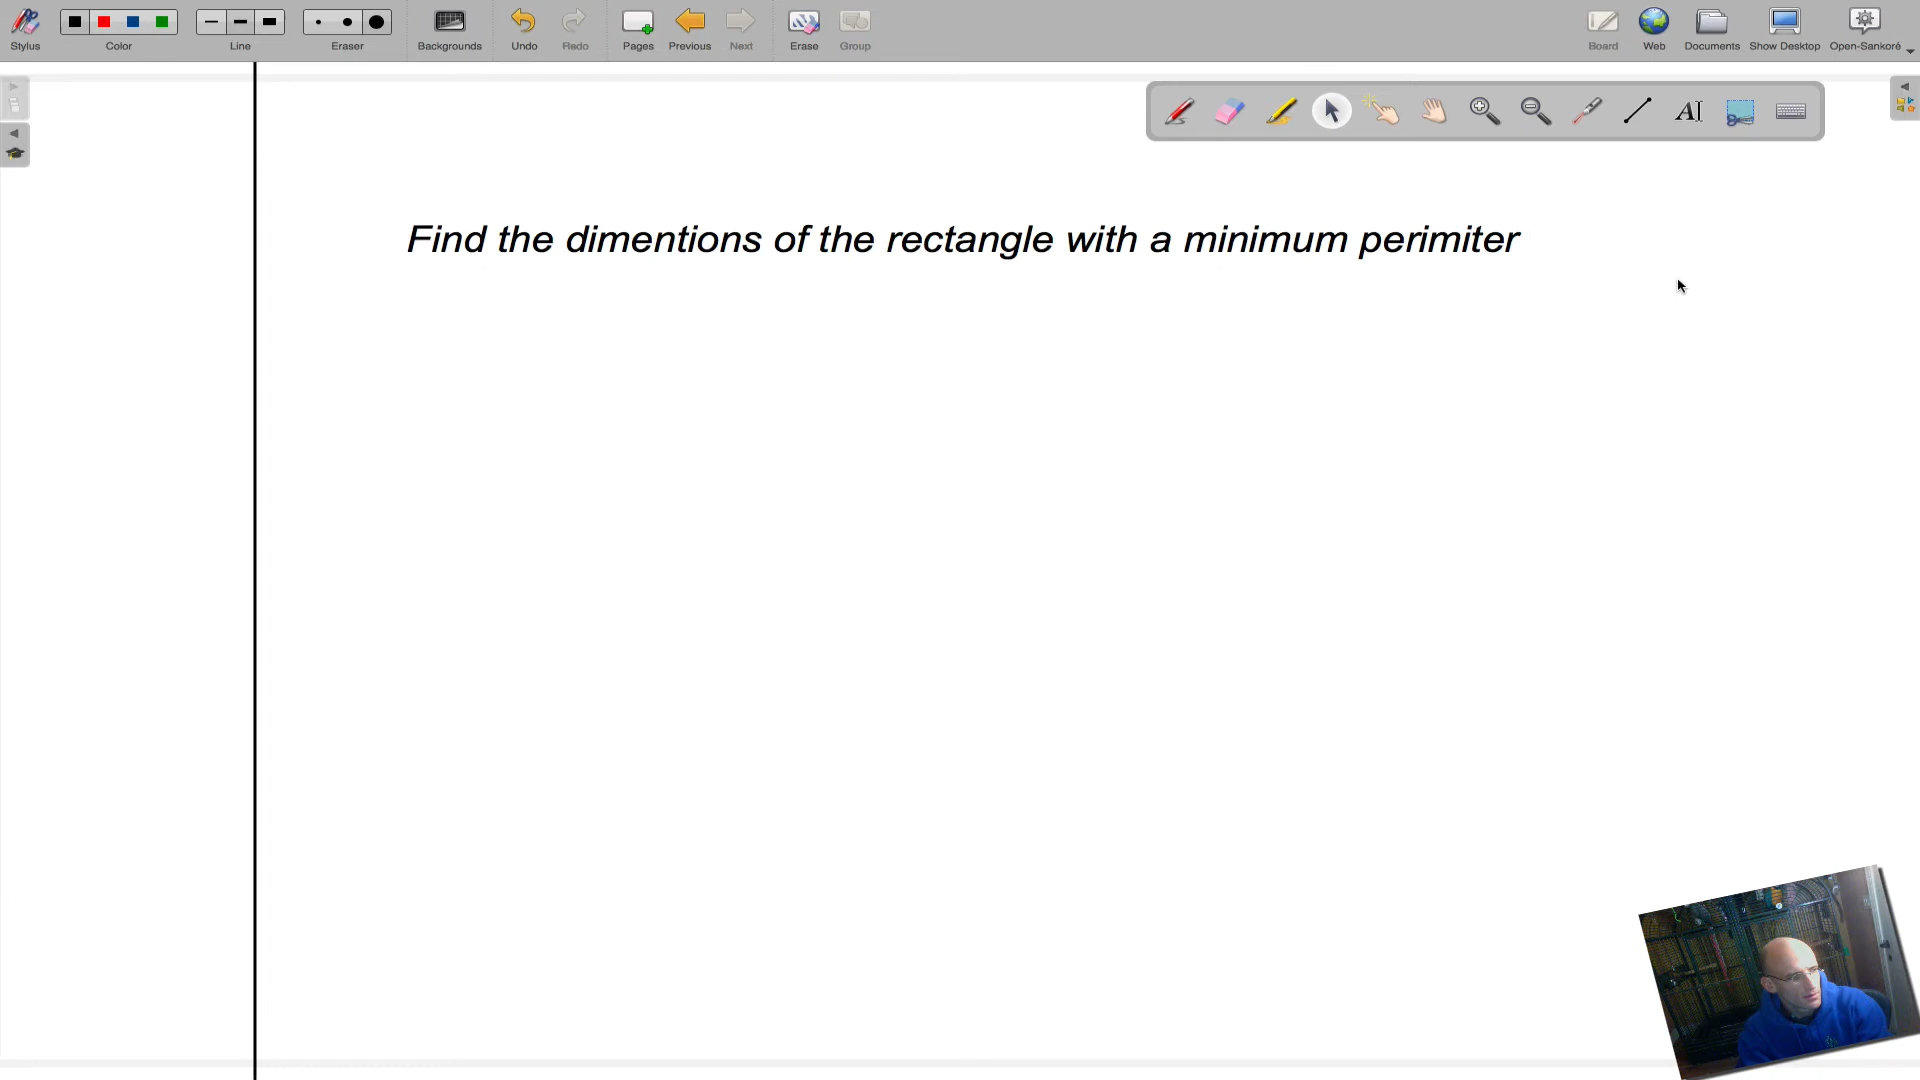 Stylus
Color
Line
Eraser
Backgrounds
Undo
Redo
Pages
Previous
Next
Erase
Group
Board
Web
Documents
Show Desktop
Open-Sankoré
AI
Find the dimentions of the rectangle with a minimum perimiter